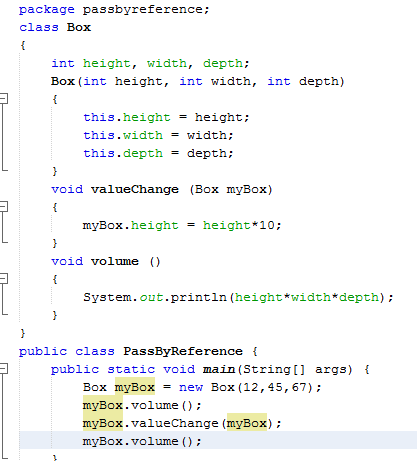 package passbyreference;
class Box
{
    int height, width, depth;
    Box(int height, int width, int depth)
    {
        this.height = height;
        this.width = width;
        this.depth = depth;
    }
    void valueChange (Box myBox)
    {
        myBox.height = height*10;
    }
    void volume ()
    {
        System.out.println(height*width*depth);
    }
}
public class PassByReference {
    public static void main(String[] args) {
        Box myBox = new Box(12,45,67);
        myBox.volume();
        myBox.valueChange(myBox);
        myBox.volume();
    }